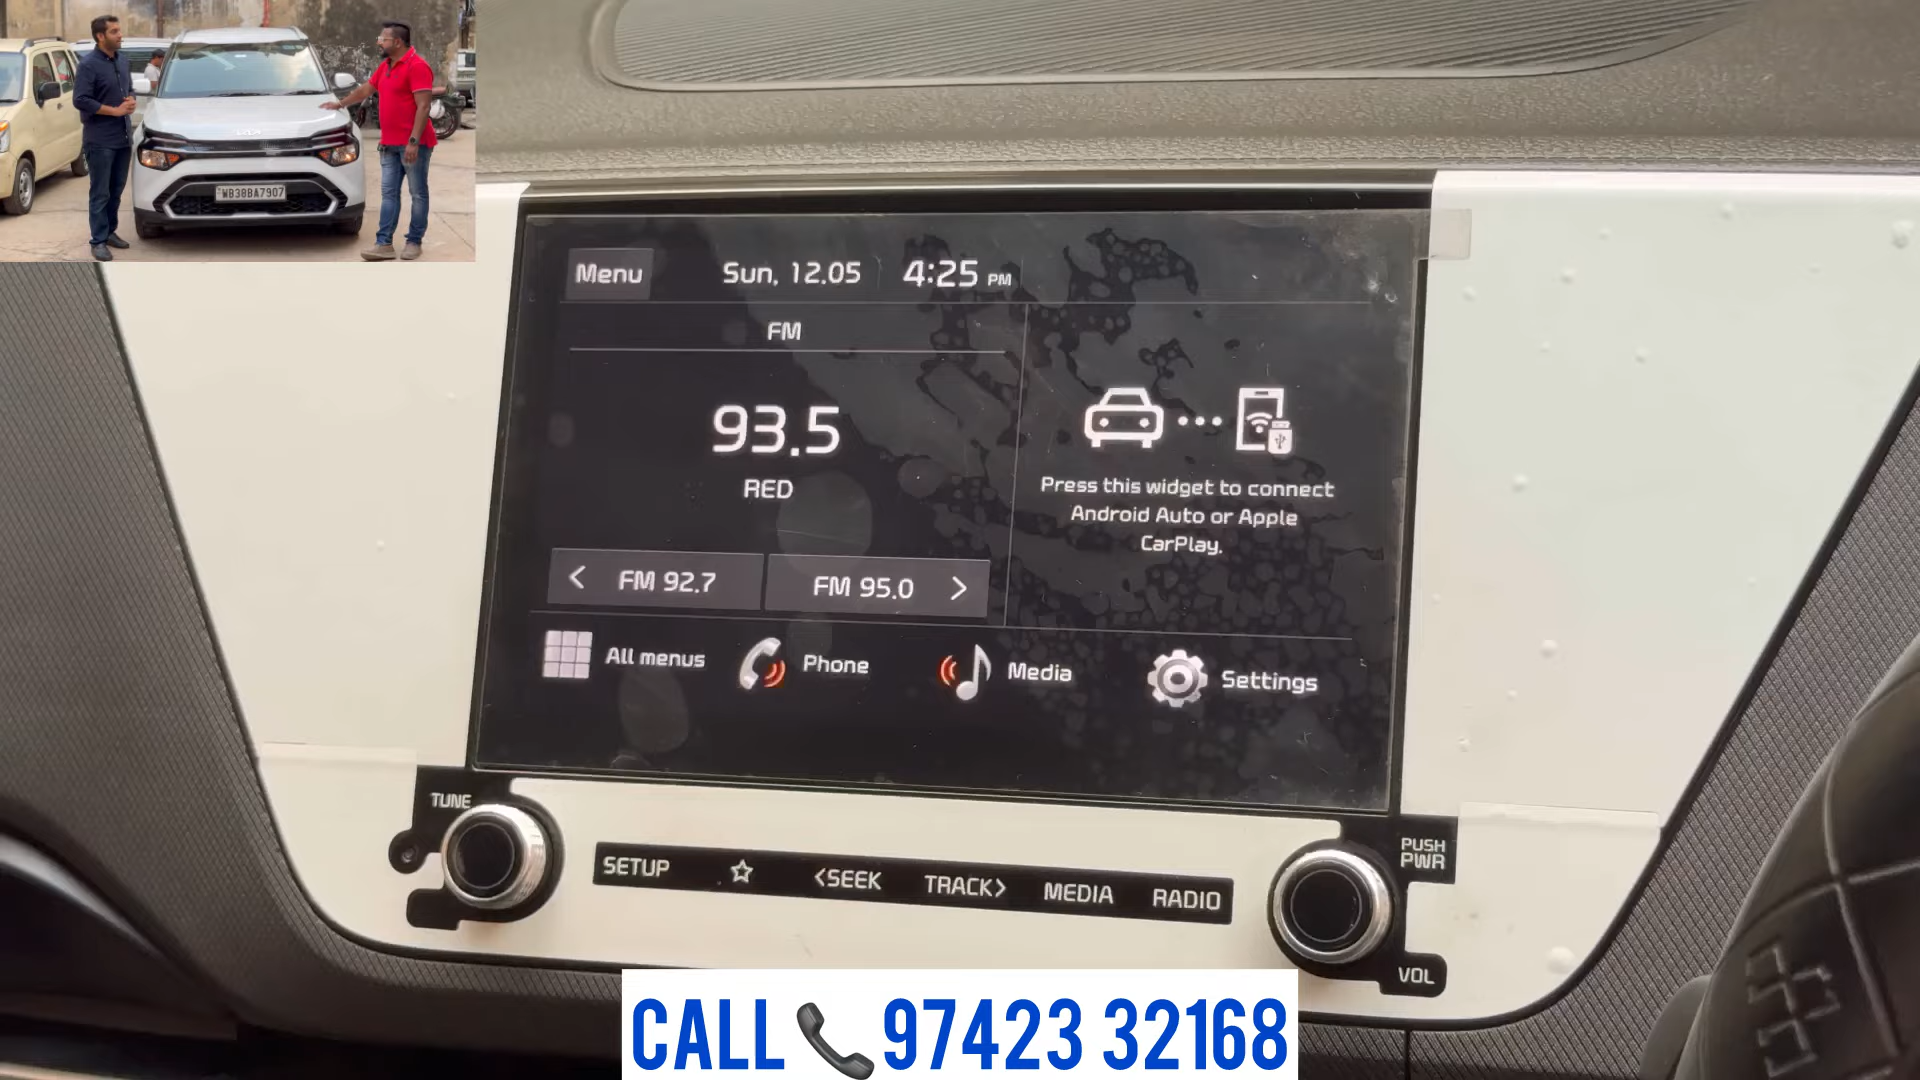 WB38BA7907
Menu
Sun, 12.05
4:25 PM
FM
93.5
RED
< FM 92.7
FM 95.0 >
Press this widget to connect
Android Auto or Apple
CarPlay.
All menus
Phone
Media
Settings
TUNE
SETUP
<SEEK
TRACK>
MEDIA
RADIO
PUSH
PWR
VOL
CALL 97423 32168